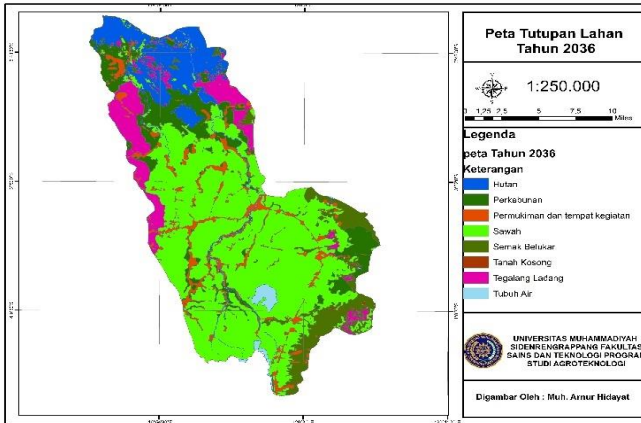 Peta Tutupan Lahan
Tahun 2036
1:250.000
0 1,25 2,5 5 7,5 10
Miles
Legenda
peta Tahun 2036
Keterangan
Hutan
Perkabunan
Permukiman dan tempat kegiatan
Sawah
Semak Belukar
Tanah Kosong
Tegalang Ladang
Tubuh Air
UNIVERSITAS MUHAMMADIYAH
SIDENRENGRAPPANG FAKULTAS
SAINS DAN TEKNOLOGI PROGRAM
STUDI AGROTEKNOLOGI
Digambar Oleh : Muh. Arnur Hidayat